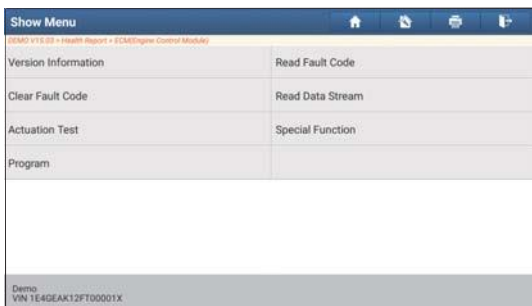 Show Menu
DEMO V15.03 > Health Report > ECM(Engine Control Module)
Version Information
Read Fault Code
Clear Fault Code
Read Data Stream
Actuation Test
Special Function
Program
Demo
VIN 1E4GEAK12FT00001X